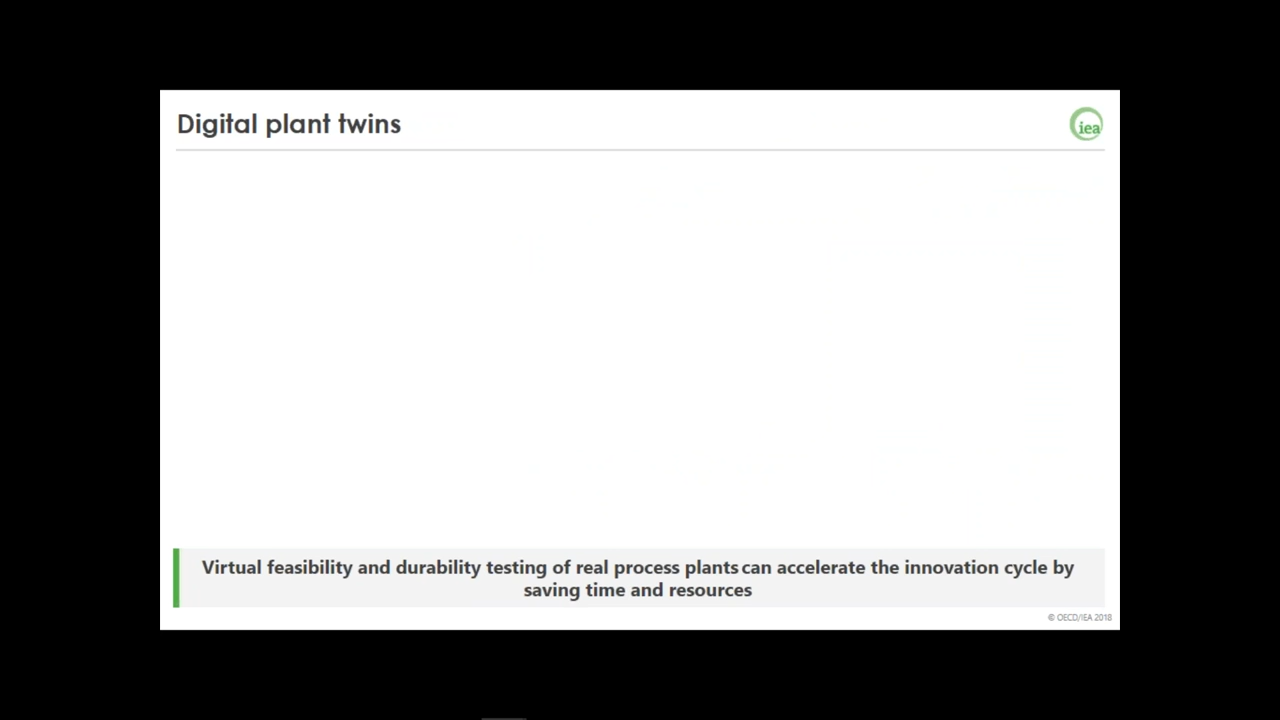 Digital plant twins
iea
Virtual feasibility and durability testing of real process plants can accelerate the innovation cycle by
saving time and resources
© OECD/IEA 2018